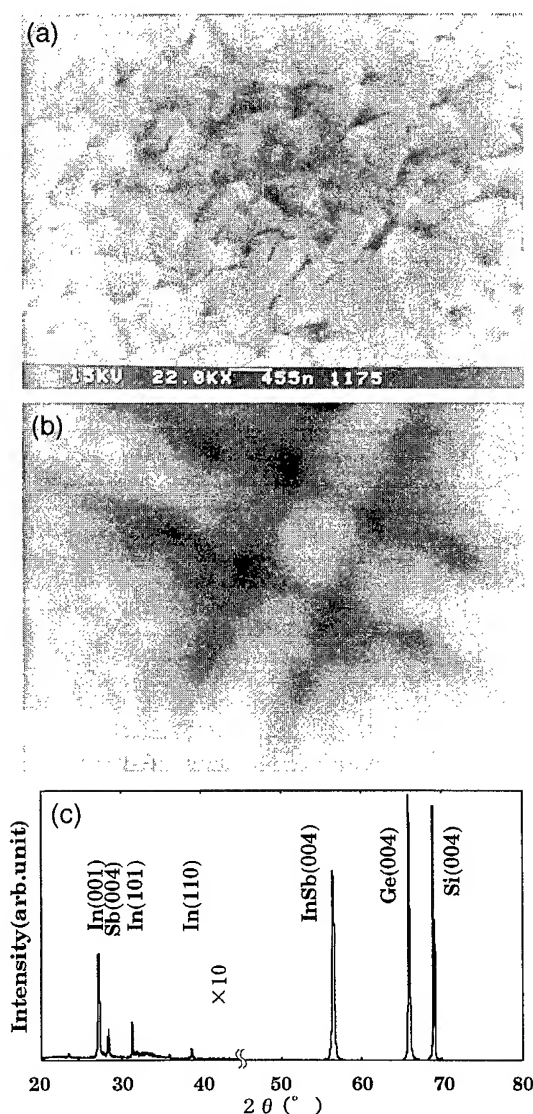 (a)
15KV 22.0KX 455n 1175
(b)
(c)
Intensity(arb.unit)
In(001)
Sb(004)
In(101)
In(110)
×10
InSb(004)
Ge(004)
Si(004)
20 30 40 50 60 70 80
2θ(°)